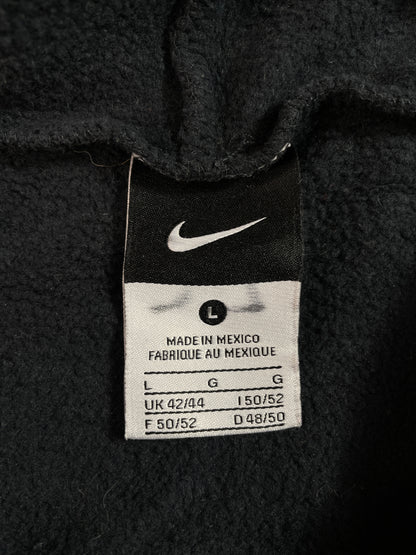 L
MADE IN MEXICO
FABRIQUE AU MEXIQUE
L G G
UK 42/44 I 50/52
F 50/52 D 48/50